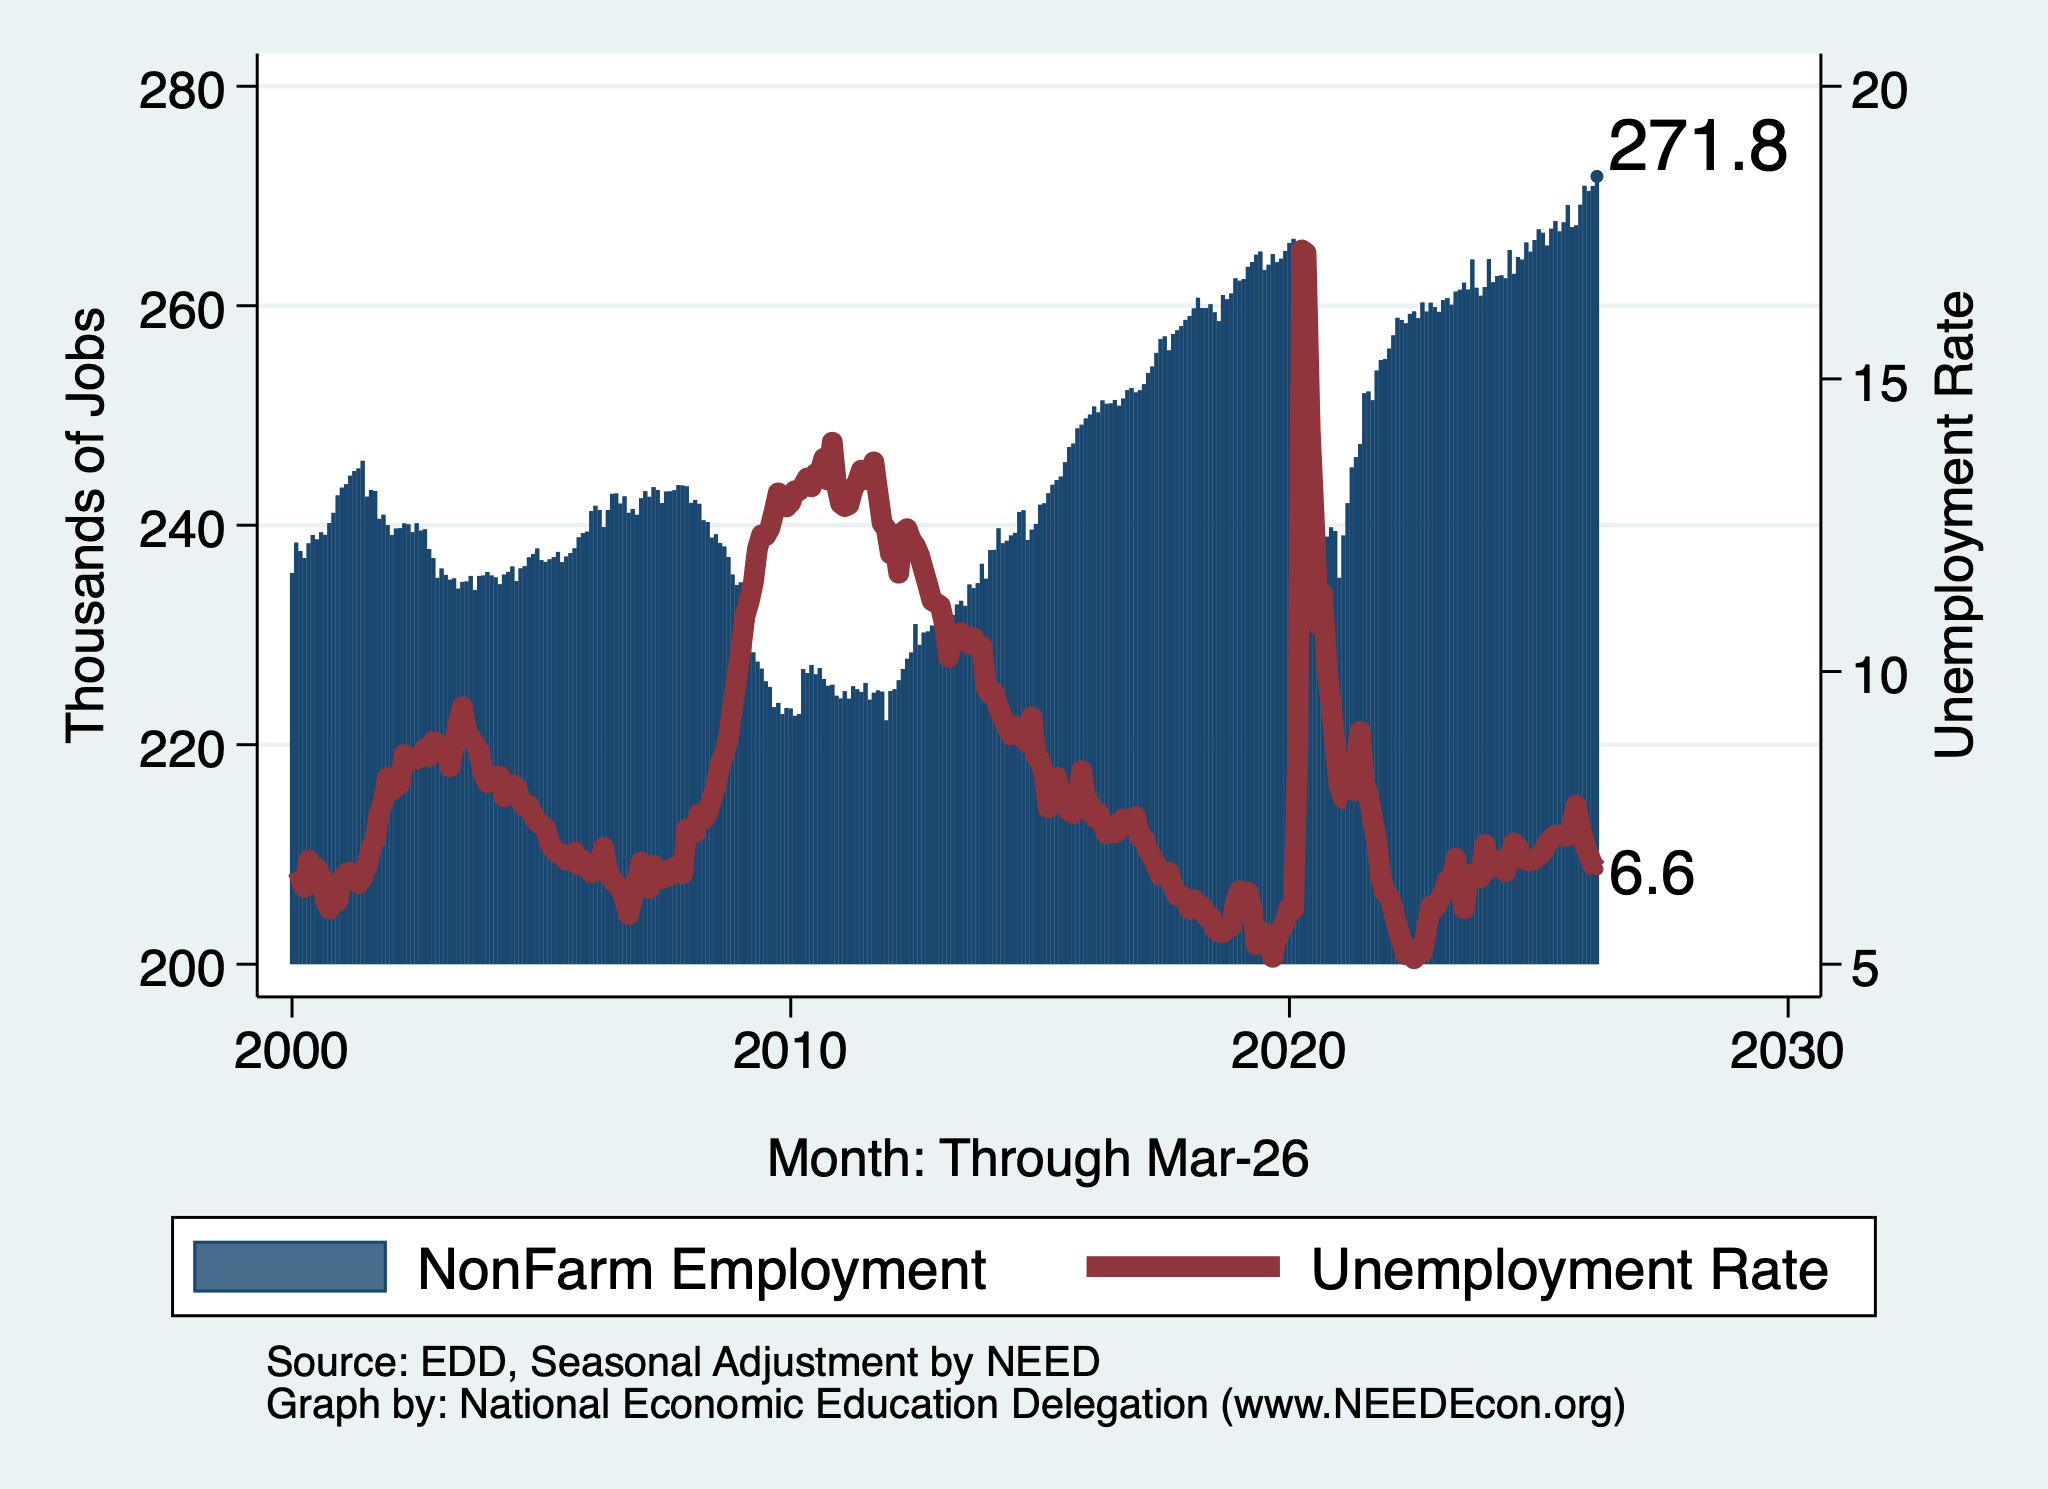 280
260
240
220
200
Thousands of Jobs
20
15
10
5
Unemployment Rate
271.8
6.6
2000
2010
2020
2030
Month: Through Mar-26
NonFarm Employment
Unemployment Rate
Source: EDD, Seasonal Adjustment by NEED
Graph by: National Economic Education Delegation (www.NEEDEcon.org)